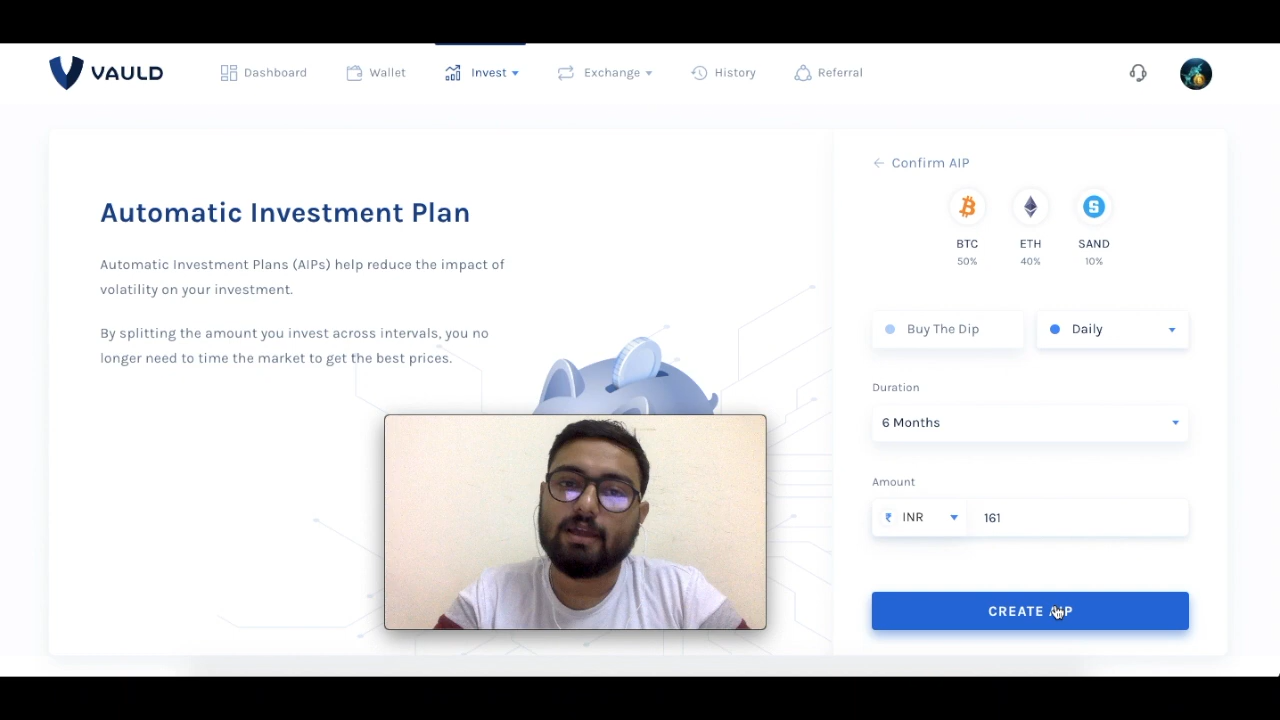 VAULD
Dashboard
Wallet
Invest
Exchange
History
Referral
Automatic Investment Plan
Automatic Investment Plans (AIPs) help reduce the impact of
volatility on your investment.
By splitting the amount you invest across intervals, you no
longer need to time the market to get the best prices.
← Confirm AIP
BTC ETH SAND
50% 40% 10%
Buy The Dip
Daily
Duration
6 Months
Amount
₹ INR 161
CREATE AIP